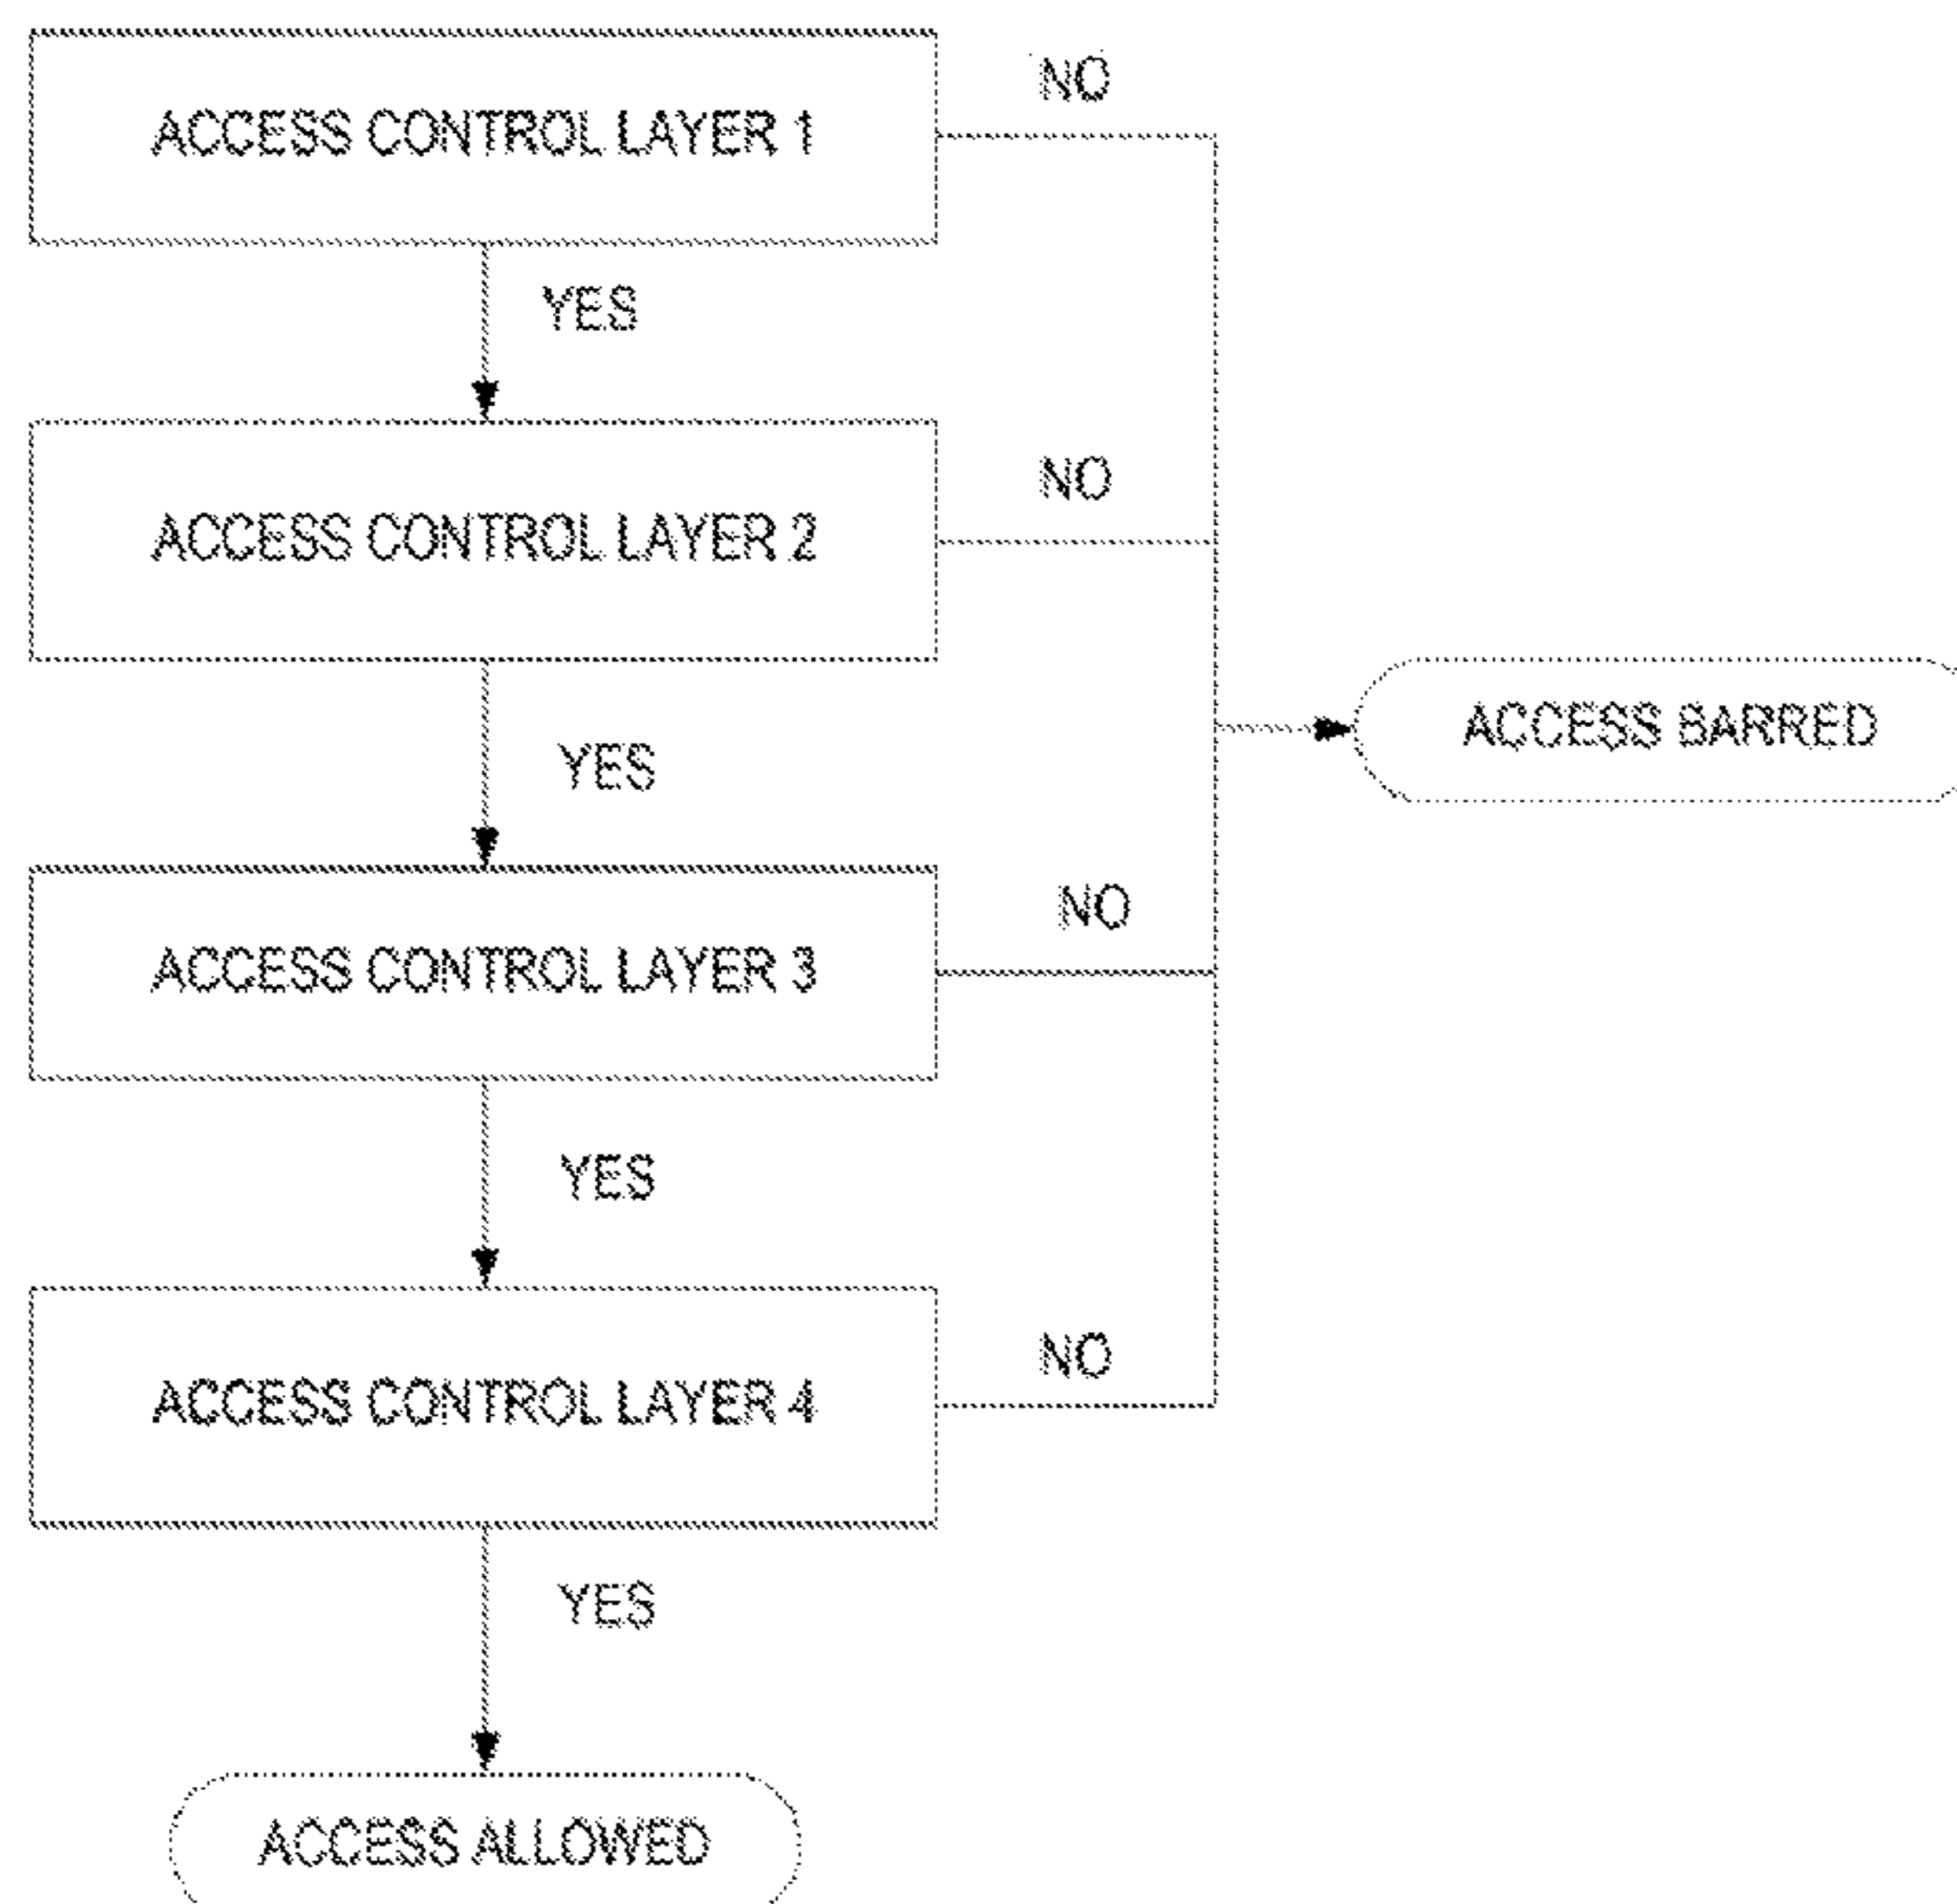 ACCESS CONTROL LAYER 1
NO
YES
ACCESS CONTROL LAYER 2
NO
YES
ACCESS BARRED
ACCESS CONTROL LAYER 3
NO
YES
ACCESS CONTROL LAYER 4
NO
YES
ACCESS ALLOWED